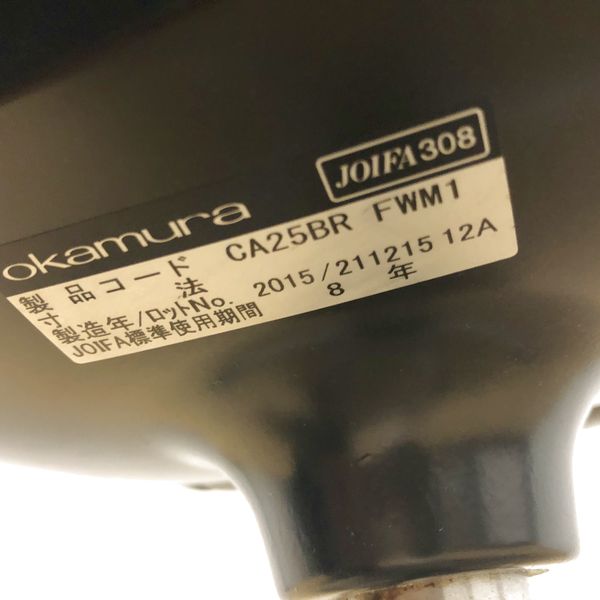 JOIFA308
okamura
製品コード CA25BR FWM1
寸法
製造年/ロットNo. 2015/211215 12A
JOIFA標準使用期間 8 年